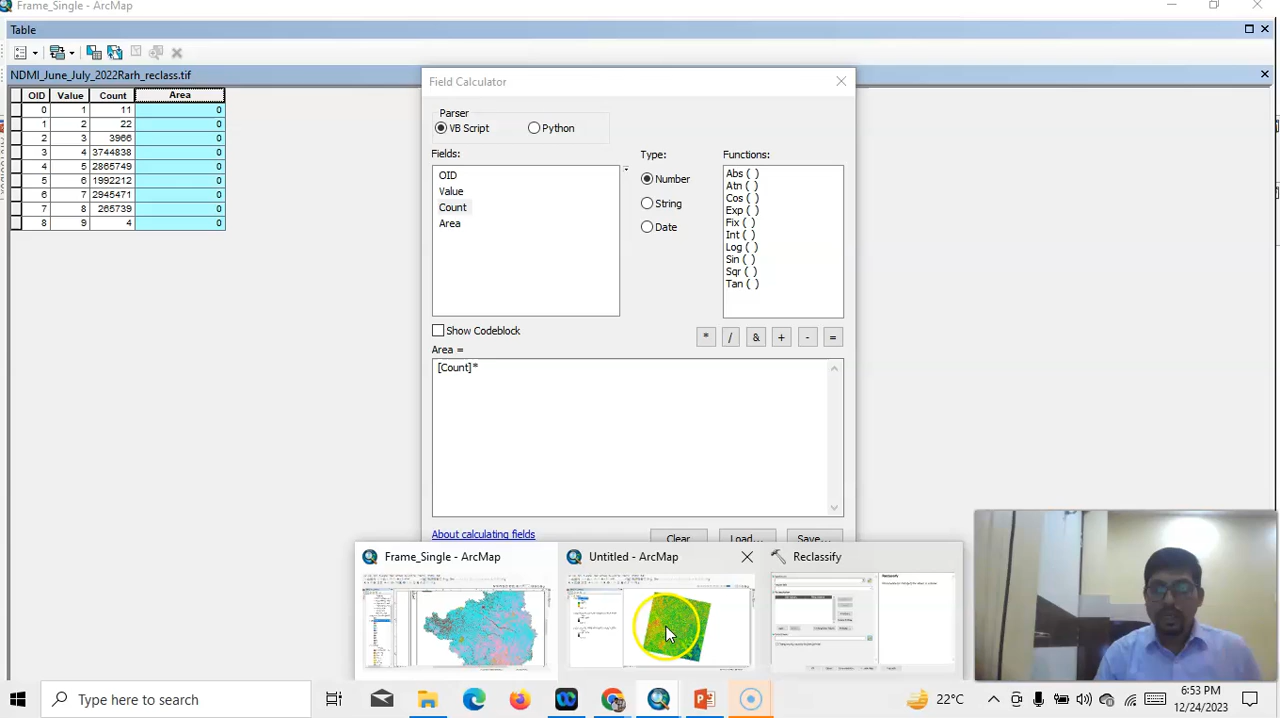 Frame_Single - ArcMap
Table
NDMI_June_July_2022Rarh_reclass.tif
OID Value Count Area
0 1 11 0
1 2 22 0
2 3 3966 0
3 4 3744838 0
4 5 2865749 0
5 6 1992212 0
6 7 2945471 0
7 8 265739 0
8 9 4 0
Field Calculator
Parser
VB Script
Python
Fields:
OID
Value
Count
Area
Type:
Number
String
Date
Functions:
Abs ( )
Atn ( )
Cos ( )
Exp ( )
Fix ( )
Int ( )
Log ( )
Sin ( )
Sqr ( )
Tan ( )
Show Codeblock
* / & + - =
Area =
[Count]*
About calculating fields
Clear
Load...
Save...
Frame_Single - ArcMap
Untitled - ArcMap
Reclassify
Type here to search
22°C
6:53 PM
12/24/2023